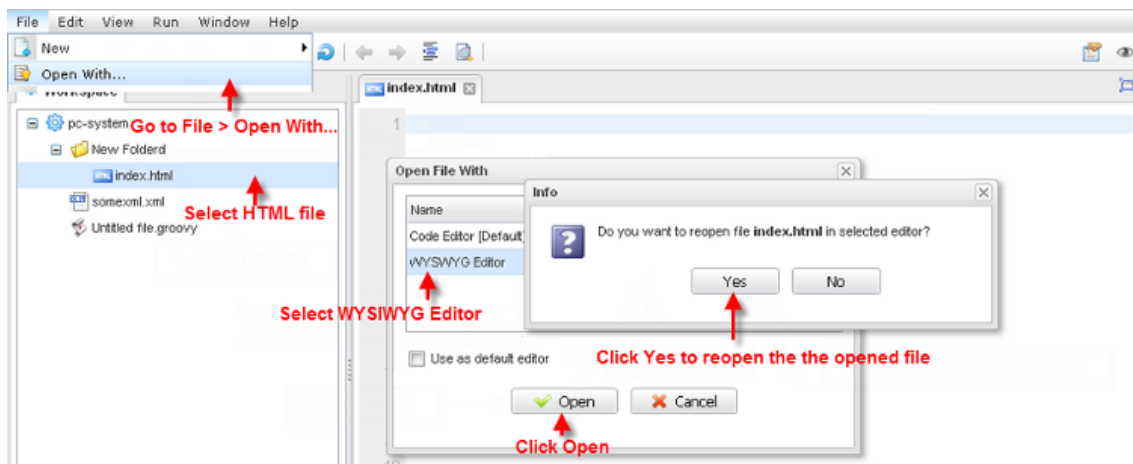 File Edit View Run Window Help
New
Open With...
Workspace
index.html
Go to File > Open With...
pc-system
1
New Folderd
index.html
Select HTML file
somexml.xml
Untitled file.groovy
Open File With
Name
Code Editor [Default]
WYSWYG Editor
Info
Do you want to reopen file index.html in selected editor?
Yes No
Select WYSIWYG Editor
Click Yes to reopen the the opened file
Use as default editor
Open Cancel
Click Open